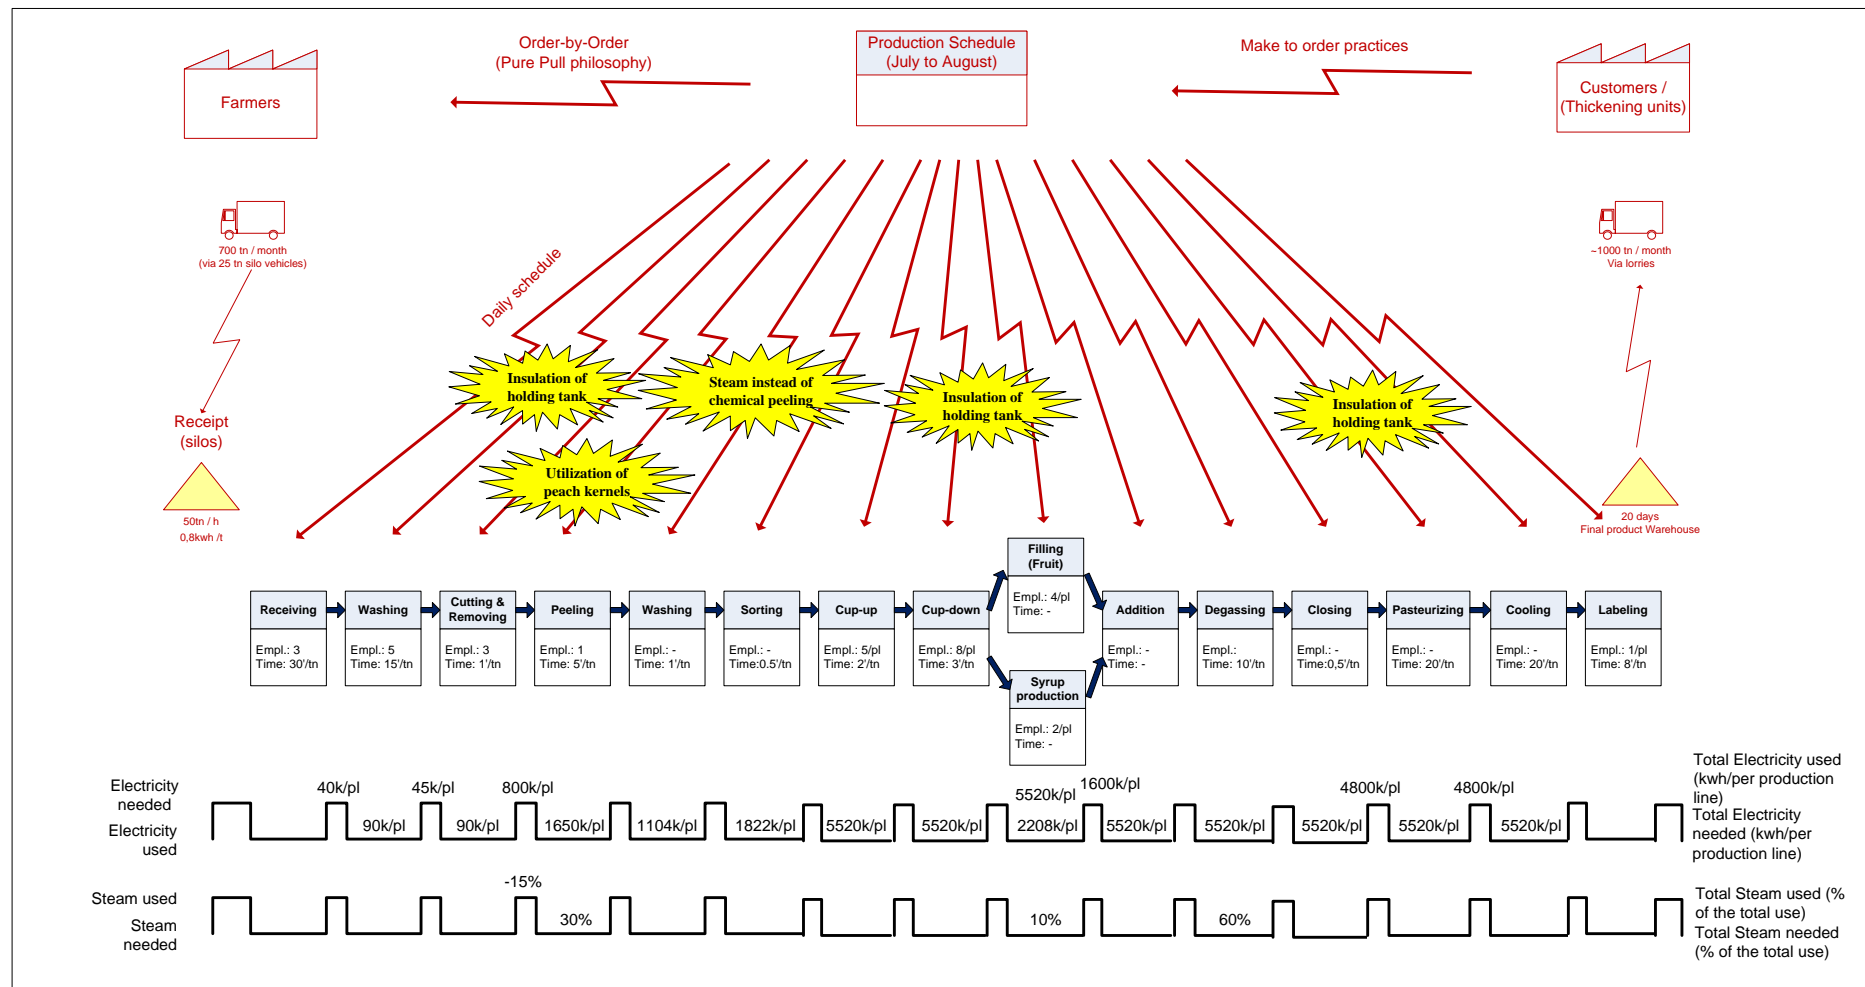 Order-by-Order
(Pure Pull philosophy)
Production Schedule
(July to August)
Make to order practices
Farmers
Customers /
(Thickening units)
700 tn / month
(via 25 tn silo vehicles)
~1000 tn / month
Via lorries
Daily schedule
Receipt
(silos)
50tn / h
0,8kwh /t
Insulation of
holding tank
Steam instead of
chemical peeling
Insulation of
holding tank
Insulation of
holding tank
Utilization of
peach kernels
20 days
Final product Warehouse
Receiving
Empl.: 3
Time: 30'/tn
Washing
Empl.: 5
Time: 15'/tn
Cutting &
Removing
Empl.: 3
Time: 1'/tn
Peeling
Empl.: 1
Time: 5'/tn
Washing
Empl.: -
Time: 1'/tn
Sorting
Empl.: -
Time:0.5'/tn
Cup-up
Empl.: 5/pl
Time: 2'/tn
Cup-down
Empl.: 8/pl
Time: 3'/tn
Filling
(Fruit)
Empl.: 4/pl
Time: -
Syrup
production
Empl.: 2/pl
Time: -
Addition
Empl.: -
Time: -
Degassing
Empl.:
Time: 10'/tn
Closing
Empl.: -
Time:0,5'/tn
Pasteurizing
Empl.: -
Time: 20'/tn
Cooling
Empl.: -
Time: 20'/tn
Labeling
Empl.: 1/pl
Time: 8'/tn
Electricity
needed
40k/pl
45k/pl
800k/pl
5520k/pl
1600k/pl
4800k/pl
4800k/pl
Total Electricity used
(kwh/per production
line)
Electricity
used
90k/pl
90k/pl
1650k/pl
1104k/pl
1822k/pl
5520k/pl
5520k/pl
2208k/pl
5520k/pl
5520k/pl
5520k/pl
5520k/pl
5520k/pl
Total Electricity
needed (kwh/per
production line)
Steam used
-15%
Total Steam used (%
of the total use)
Steam
needed
30%
10%
60%
Total Steam needed
(% of the total use)